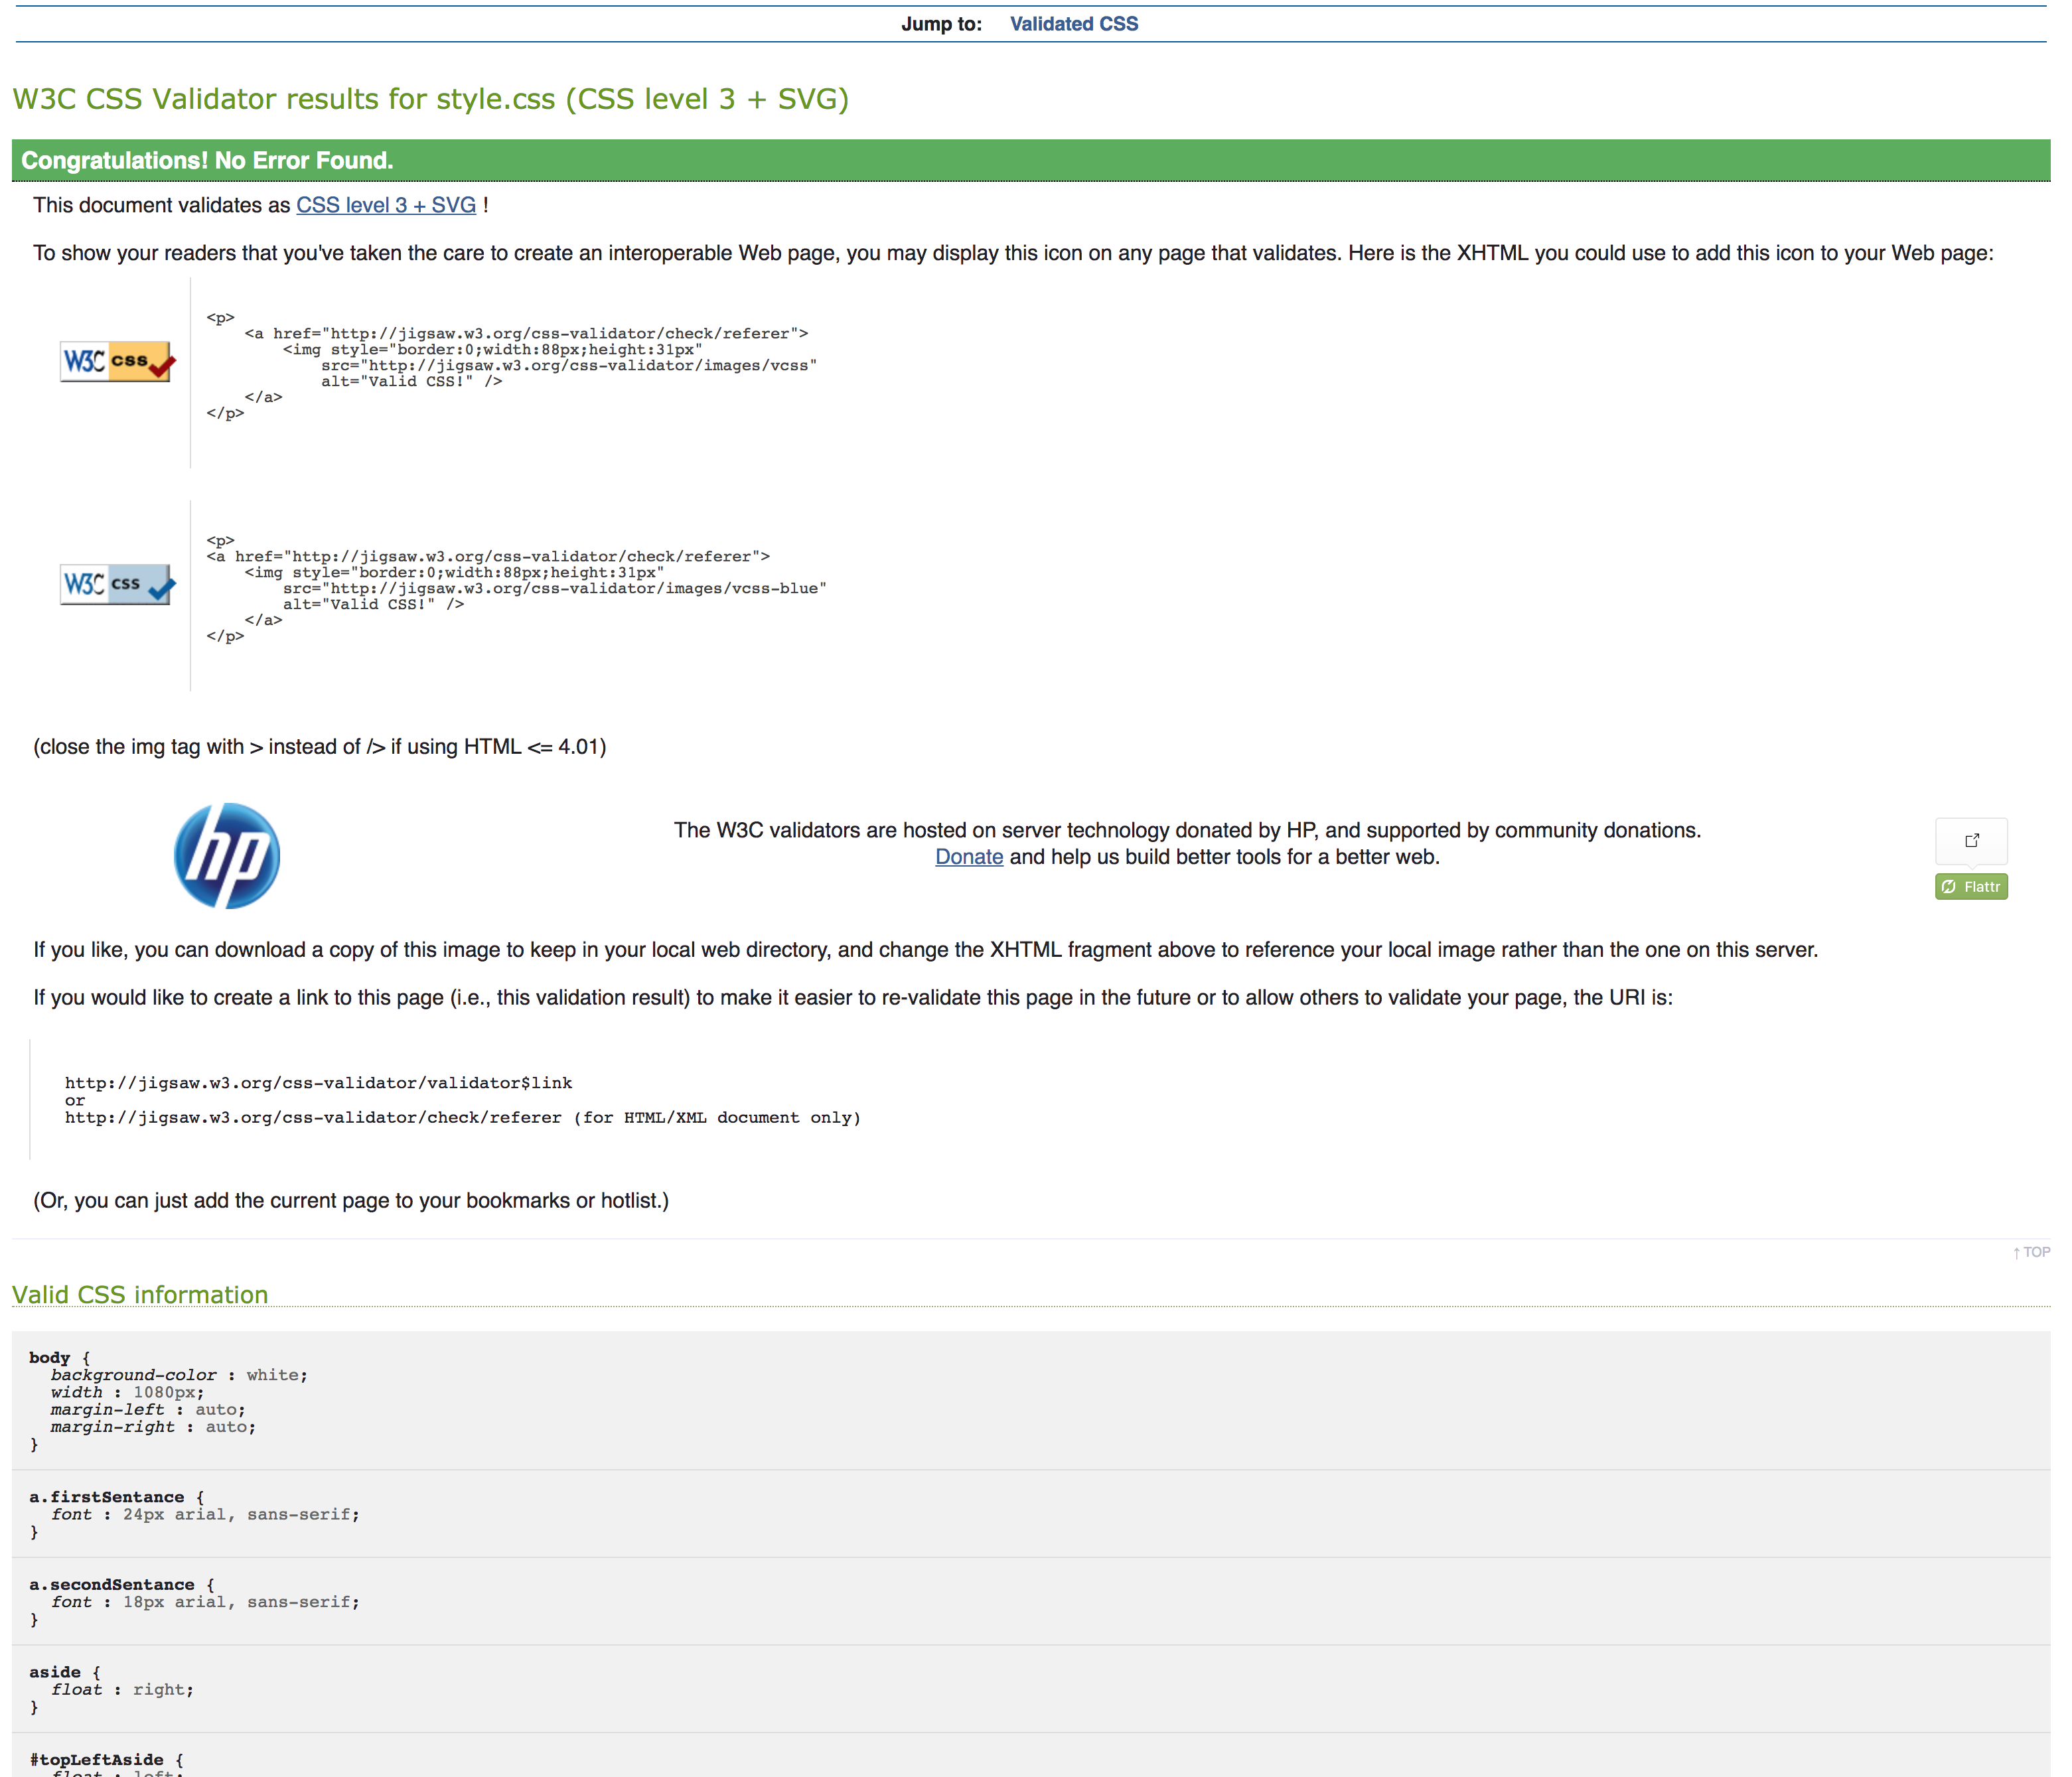 Jump to: Validated CSS
W3C CSS Validator results for style.css (CSS level 3 + SVG)
Congratulations! No Error Found.
This document validates as CSS level 3 + SVG !
To show your readers that you've taken the care to create an interoperable Web page, you may display this icon on any page that validates. Here is the XHTML you could use to add this icon to your Web page:
W3C css
<p>
<a href="http://jigsaw.w3.org/css-validator/check/referer">
<img style="border:0;width:88px;height:31px"
src="http://jigsaw.w3.org/css-validator/images/vcss"
alt="Valid CSS!" />
</a>
</p>
W3C css
<p>
<a href="http://jigsaw.w3.org/css-validator/check/referer">
<img style="border:0;width:88px;height:31px"
src="http://jigsaw.w3.org/css-validator/images/vcss-blue"
alt="Valid CSS!" />
</a>
</p>
(close the img tag with > instead of /> if using HTML <= 4.01)
hp
The W3C validators are hosted on server technology donated by HP, and supported by community donations.
Donate and help us build better tools for a better web.
Flattr
If you like, you can download a copy of this image to keep in your local web directory, and change the XHTML fragment above to reference your local image rather than the one on this server.
If you would like to create a link to this page (i.e., this validation result) to make it easier to re-validate this page in the future or to allow others to validate your page, the URI is:
http://jigsaw.w3.org/css-validator/validator$link
or
http://jigsaw.w3.org/css-validator/check/referer (for HTML/XML document only)
(Or, you can just add the current page to your bookmarks or hotlist.)
↑ TOP
Valid CSS information
body {
background-color : white;
width : 1080px;
margin-left : auto;
margin-right : auto;
}
a.firstSentance {
font : 24px arial, sans-serif;
}
a.secondSentance {
font : 18px arial, sans-serif;
}
aside {
float : right;
}
#topLeftAside {
float : left;